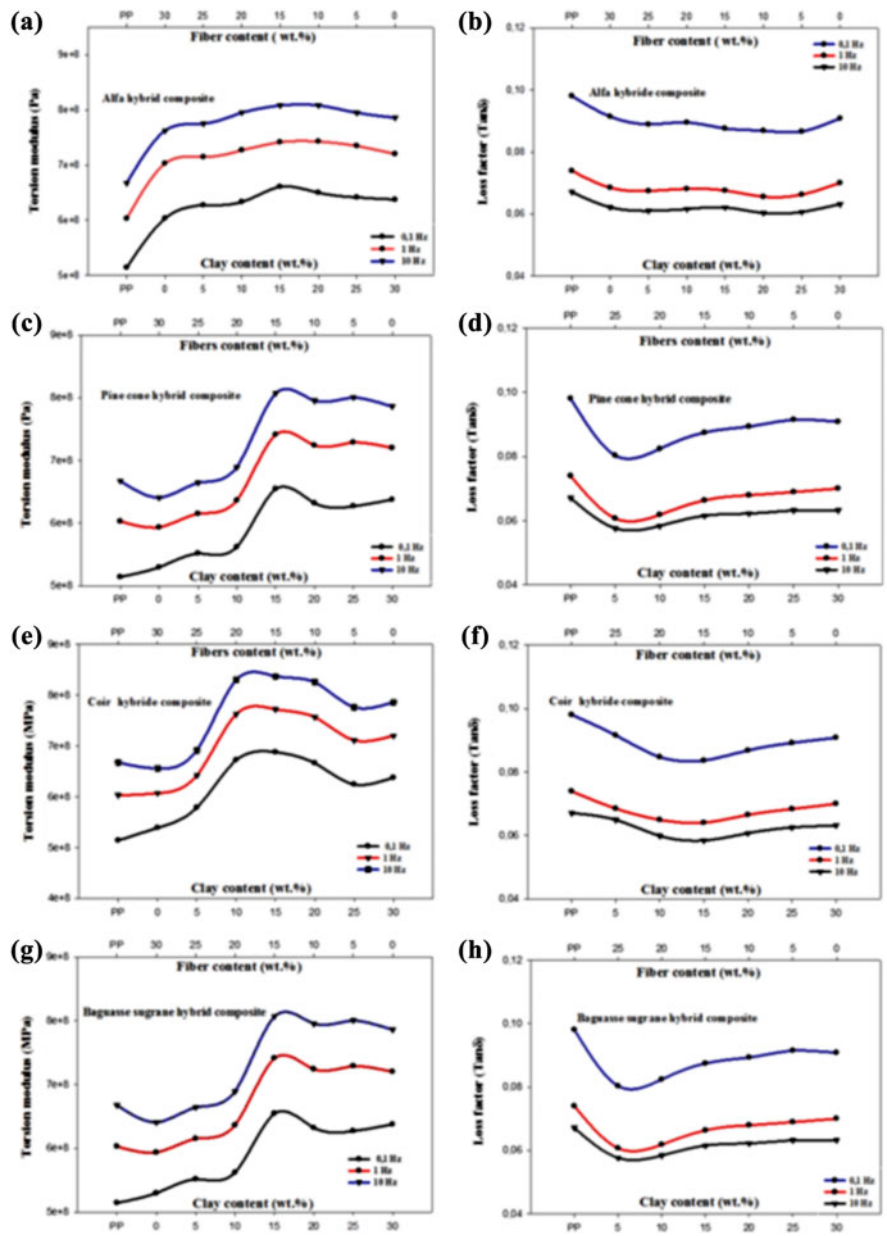 (a)
PP 30 25 20 15 10 5 0
Fiber content ( wt.%)
Alfa hybrid composite
Torsion modulus (Pa)
9e+8
8e+8
7e+8
6e+8
5e+8
0,1 Hz
1 Hz
10 Hz
Clay content (wt.%)
PP 0 5 10 15 20 25 30
(b)
PP 30 25 20 15 10 5 0
Fiber content ( wt.%)
0,1 Hz
1 Hz
10 Hz
Alfa hybride composite
Loss factor (Tanδ)
0,12
0,10
0,08
0,06
0,04
Clay content (wt.%)
PP 0 5 10 15 20 25 30
(c)
PP 30 25 20 15 10 5 0
Fibers content (wt.%)
Pine cone hybrid composite
Torsion modulus (Pa)
9e+8
8e+8
7e+8
6e+8
5e+8
0,1 Hz
1 Hz
10 Hz
Clay content (wt.%)
PP 0 5 10 15 20 25 30
(d)
PP 25 20 15 10 5 0
Fibers content (wt.%)
Pine cone hybrid composite
Loss factor (Tanδ)
0,12
0,10
0,08
0,06
0,04
0,1 Hz
1 Hz
10 Hz
Clay content (wt.%)
PP 5 10 15 20 25 30
(e)
PP 30 25 20 15 10 5 0
Fibers content (wt.%)
Coir hybride composite
Torsion modulus (MPa)
9e+8
8e+8
7e+8
6e+8
5e+8
4e+8
0,1 Hz
1 Hz
10 Hz
Clay content (wt.%)
PP 0 5 10 15 20 25 30
(f)
PP 25 20 15 10 5 0
Fiber content (wt.%)
Coir hybride composite
Loss factor (Tanδ)
0,12
0,10
0,08
0,06
0,04
0,1 Hz
1 Hz
10 Hz
Clay content (wt.%)
PP 5 10 15 20 25 30
(g)
PP 30 25 20 15 10 5 0
Fiber content (wt.%)
Baguasse sugrane hybrid composite
Torsion modulus (MPa)
9e+8
8e+8
7e+8
6e+8
5e+8
0,1 Hz
1 Hz
10 Hz
Clay content (wt.%)
PP 0 5 10 15 20 25 30
(h)
PP 25 20 15 10 5 0
Fiber content (wt.%)
Baguasse sugrane hybrid composite
Loss factor (Tanδ)
0,12
0,10
0,08
0,06
0,04
0,1 Hz
1 Hz
10 Hz
Clay content (wt.%)
PP 5 10 15 20 25 30